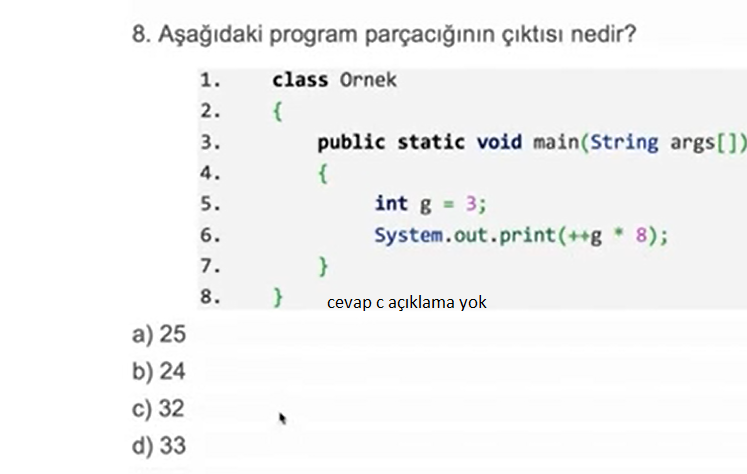 8. Aşağıdaki program parçacığının çıktısı nedir?
1. class Ornek
2. {
3. public static void main(String args[])
4. {
5. int g = 3;
6. System.out.print(++g * 8);
7. }
8. } cevap c açıklama yok
a) 25
b) 24
c) 32
d) 33